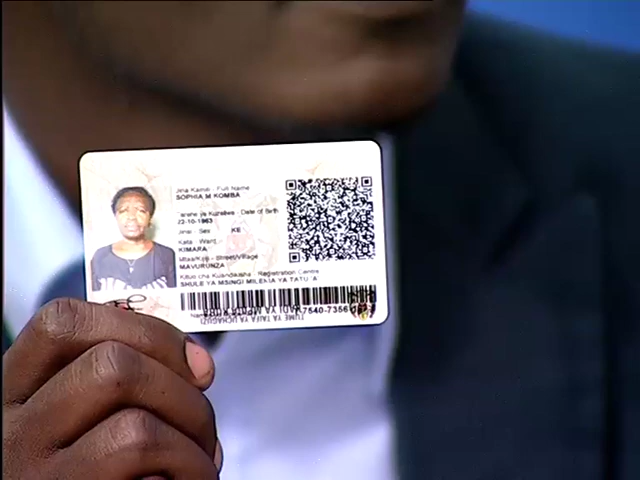 Jina Kamili - Full Name
SOPHIA M KOMBA
Tarehe ya Kuzaliwa - Date of Birth
22-10-1963
Jinsi - Sex KE
Kata - Ward
KIMARA
Mtaa/Kijiji - Street/Village
MAVURUNZA
Kituo cha Kuandikisha - Registration Centre
SHULE YA MSINGI MILENIA YA TATU A
7540-7356
TUME YA TAIFA YA UCHAGUZI